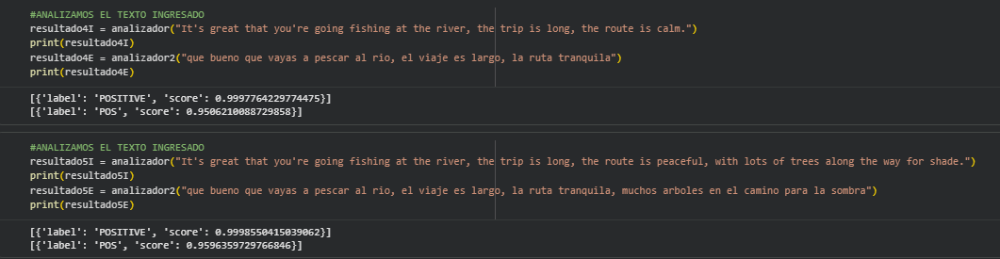 #ANALIZAMOS EL TEXTO INGRESADO
resultado4I = analizador("It's great that you're going fishing at the river, the trip is long, the route is calm.")
print(resultado4I)
resultado4E = analizador2("que bueno que vayas a pescar al rio, el viaje es largo, la ruta tranquila")
print(resultado4E)
[{'label': 'POSITIVE', 'score': 0.9997764229774475}]
[{'label': 'POS', 'score': 0.9506210088729858}]
#ANALIZAMOS EL TEXTO INGRESADO
resultado5I = analizador("It's great that you're going fishing at the river, the trip is long, the route is peaceful, with lots of trees along the way for shade.")
print(resultado5I)
resultado5E = analizador2("que bueno que vayas a pescar al rio, el viaje es largo, la ruta tranquila, muchos arboles en el camino para la sombra")
print(resultado5E)
[{'label': 'POSITIVE', 'score': 0.9998550415039062}]
[{'label': 'POS', 'score': 0.9596359729766846}]